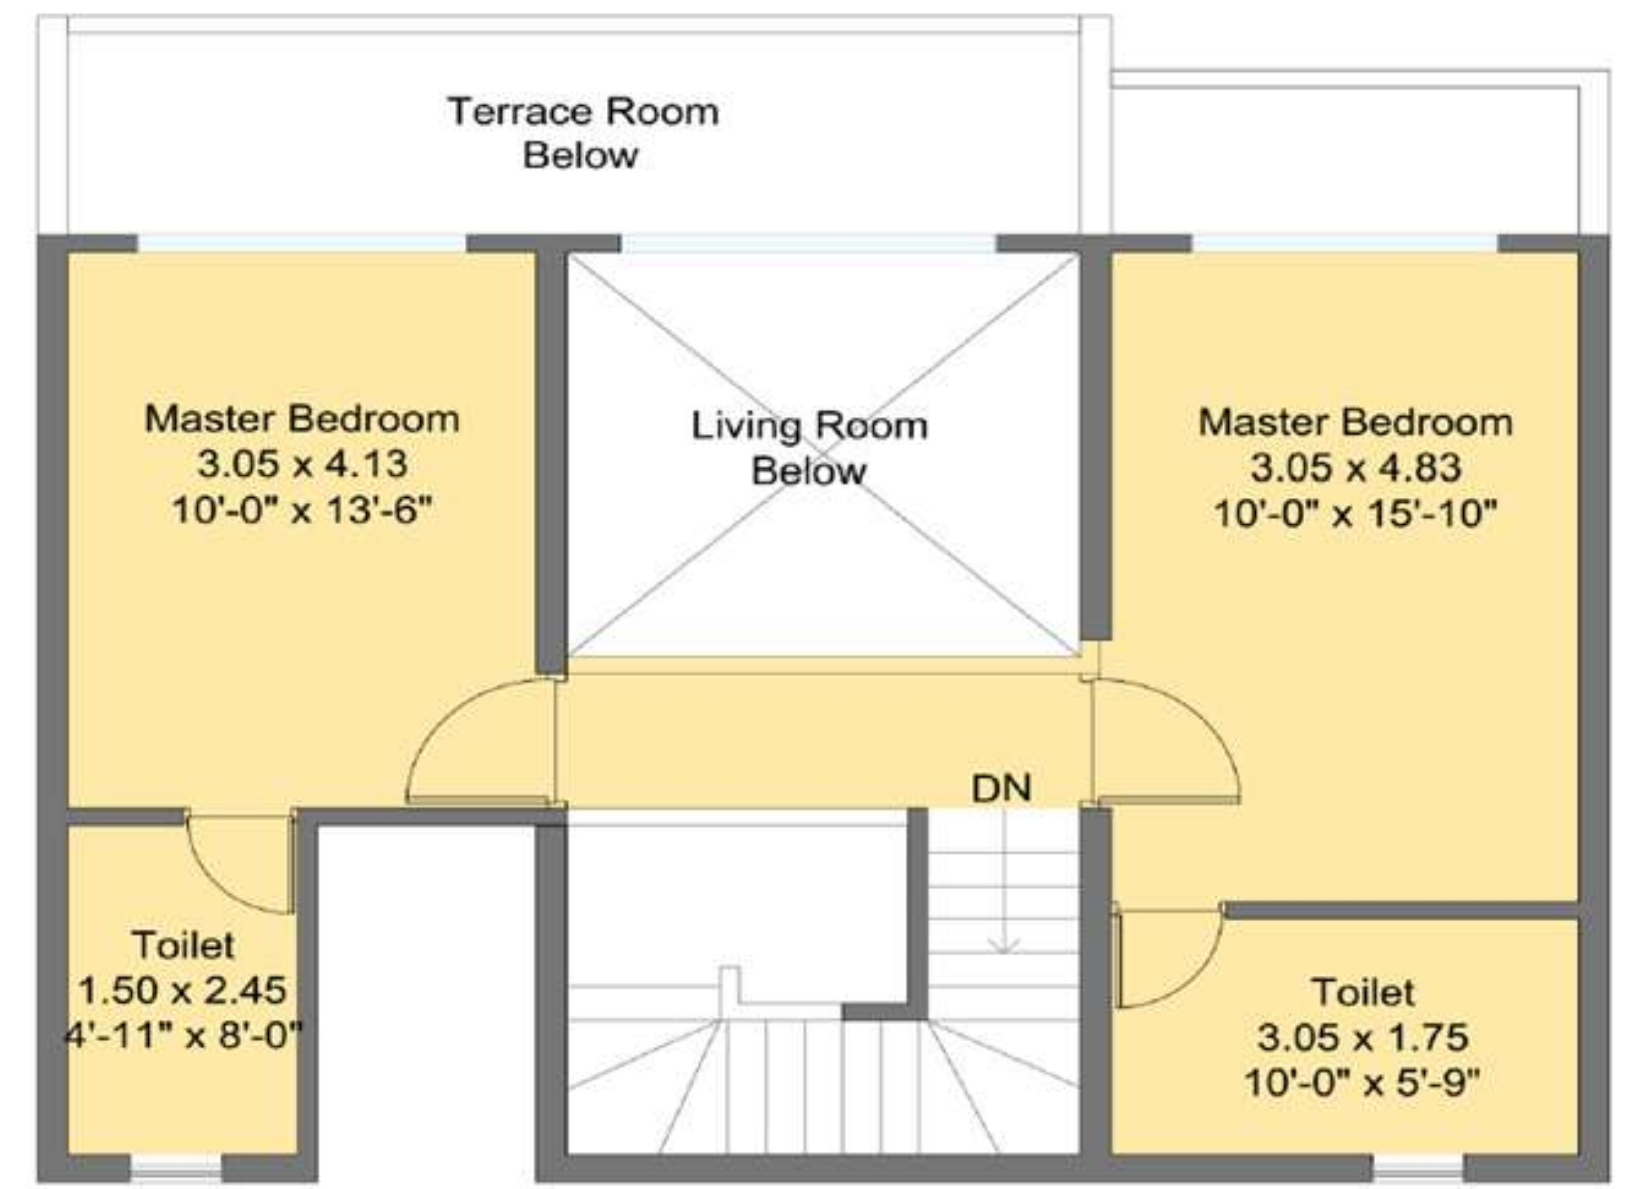 Terrace Room
Below
Master Bedroom
3.05 x 4.13
10'-0" x 13'-6"
Living Room
Below
Master Bedroom
3.05 x 4.83
10'-0" x 15'-10"
DN
Toilet
1.50 x 2.45
4'-11" x 8'-0"
Toilet
3.05 x 1.75
10'-0" x 5'-9"